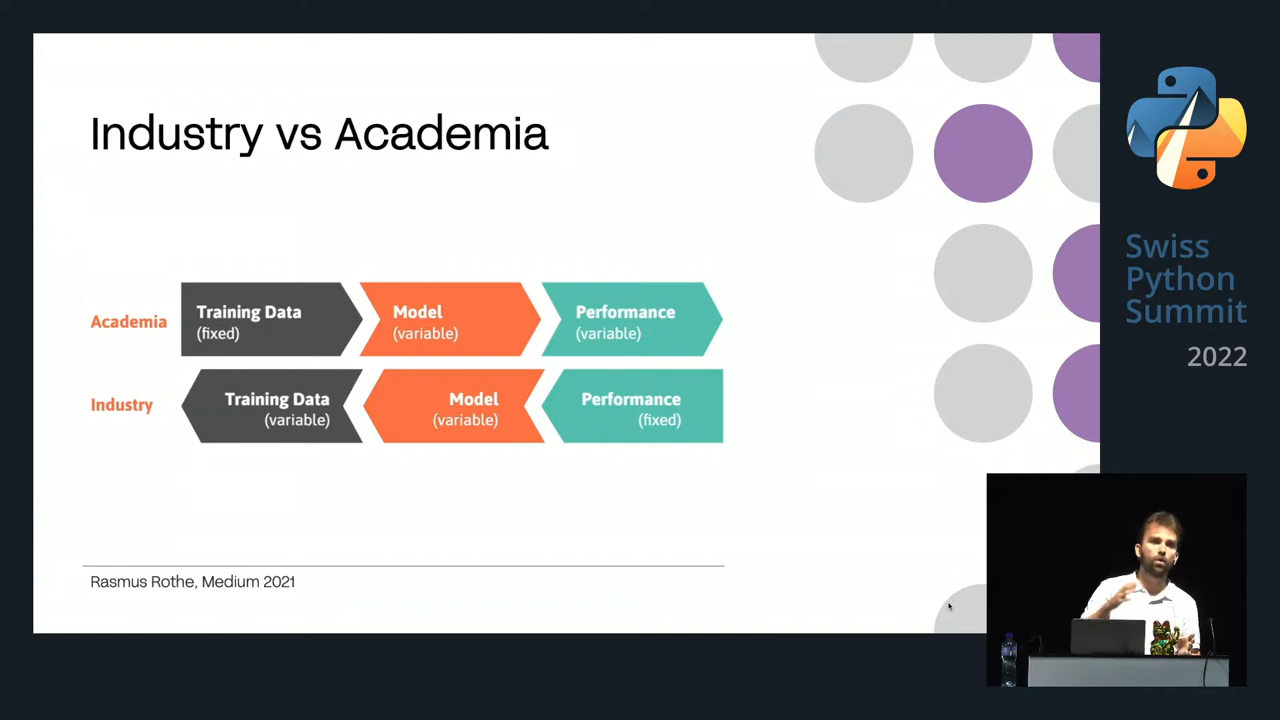 Industry vs Academia
Academia
Training Data
(fixed)
Model
(variable)
Performance
(variable)
Industry
Training Data
(variable)
Model
(variable)
Performance
(fixed)
Rasmus Rothe, Medium 2021
Swiss
Python
Summit
2022